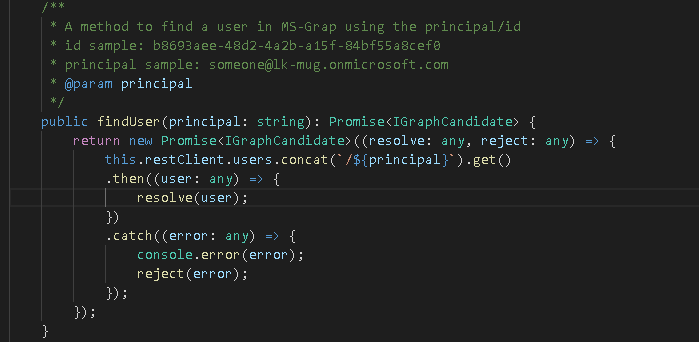 /**
 * A method to find a user in MS-Grap using the principal/id
 * id sample: b8693aee-48d2-4a2b-a15f-84bf55a8cef0
 * principal sample: someone@lk-mug.onmicrosoft.com
 * @param principal
 */
public findUser(principal: string): Promise<IGraphCandidate> {
    return new Promise<IGraphCandidate>((resolve: any, reject: any) => {
        this.restClient.users.concat(`/${principal}`).get()
        .then((user: any) => {
            resolve(user);
        })
        .catch((error: any) => {
            console.error(error);
            reject(error);
        });
    });
}